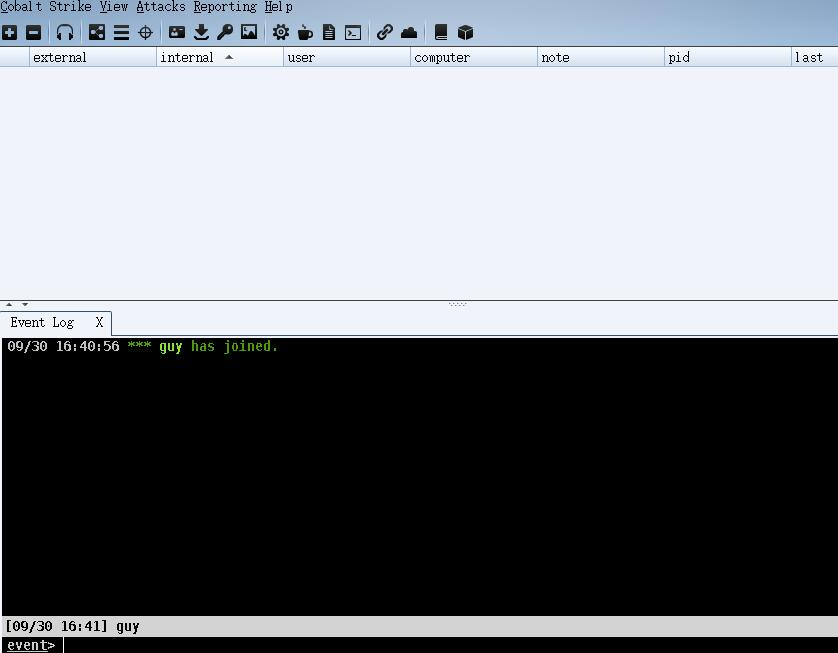 Cobalt Strike View Attacks Reporting Help
external internal user computer note pid last
Event Log X
09/30 16:40:56 *** guy has joined.
[09/30 16:41] guy
event>